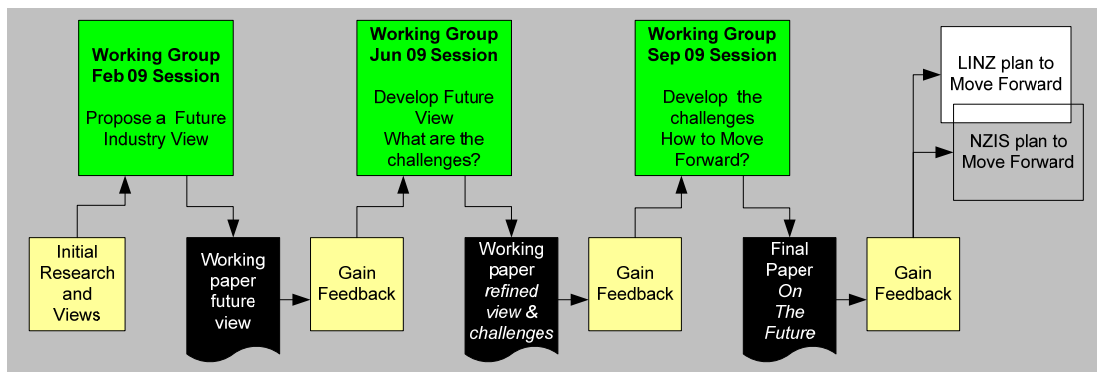 Working Group
Feb 09 Session
Propose a Future
Industry View
Working Group
Jun 09 Session
Develop Future
View
What are the
challenges?
Working Group
Sep 09 Session
Develop the
challenges
How to Move
Forward?
LINZ plan to
Move Forward
NZIS plan to
Move Forward
Initial
Research
and
Views
Working
paper
future
view
Gain
Feedback
Working
paper
refined
view &
challenges
Gain
Feedback
Final
Paper
On
The
Future
Gain
Feedback